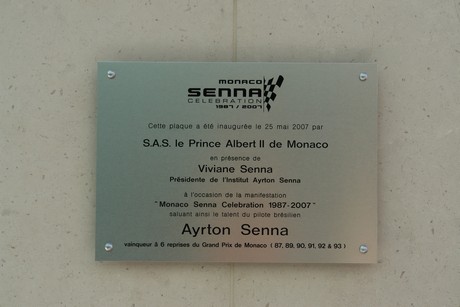 MONACO
SENNA
CELEBRATION
1987 / 2007
Cette plaque a été inaugurée le 25 mai 2007 par
S.A.S. le Prince Albert II de Monaco
en présence de
Viviane Senna
Présidente de l'Institut Ayrton Senna
à l'occasion de la manifestation
"Monaco Senna Celebration 1987-2007"
saluant ainsi le talent du pilote brésilien
Ayrton Senna
vainqueur à 6 reprises du Grand Prix de Monaco ( 87, 89, 90, 91, 92 & 93 )